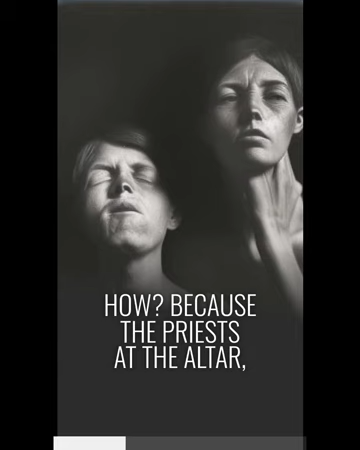 HOW? BECAUSE
THE PRIESTS
AT THE ALTAR,